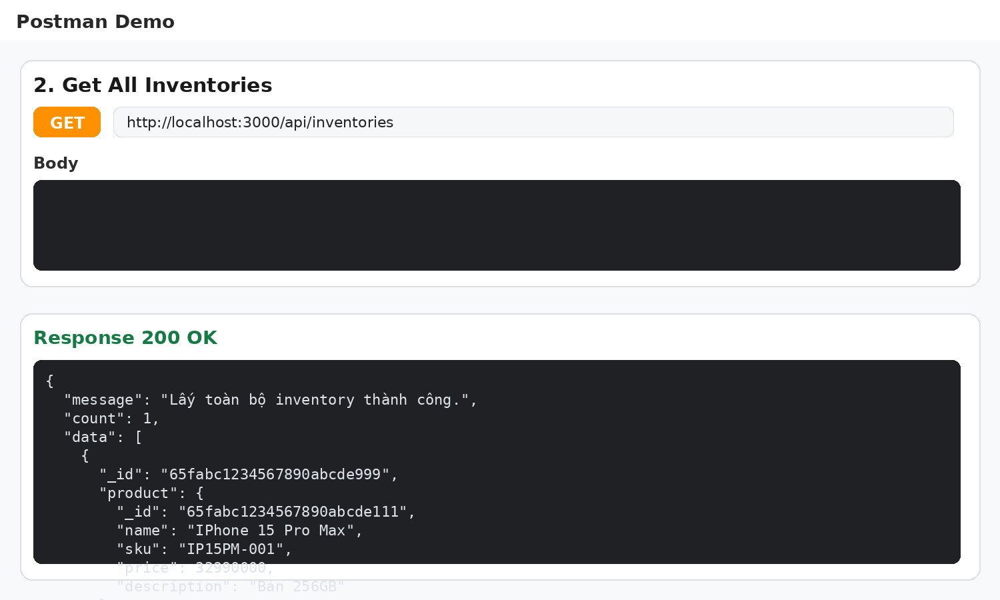 Postman Demo
2. Get All Inventories
GET
http://localhost:3000/api/inventories
Body
Response 200 OK
{
  "message": "Lấy toàn bộ inventory thành công.",
  "count": 1,
  "data": [
    {
      "_id": "65fabc1234567890abcde999",
      "product": {
        "_id": "65fabc1234567890abcde111",
        "name": "IPhone 15 Pro Max",
        "sku": "IP15PM-001",
        "price": 32990000,
        "description": "Bản 256GB"